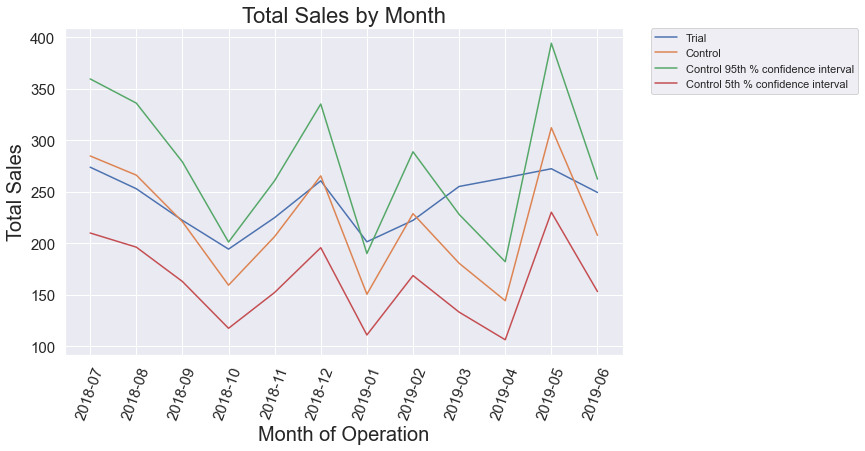 Total Sales by Month
Total Sales
400
350
300
250
200
150
100
2018-07
2018-08
2018-09
2018-10
2018-11
2018-12
2019-01
2019-02
2019-03
2019-04
2019-05
2019-06
Month of Operation
Trial
Control
Control 95th % confidence interval
Control 5th % confidence interval